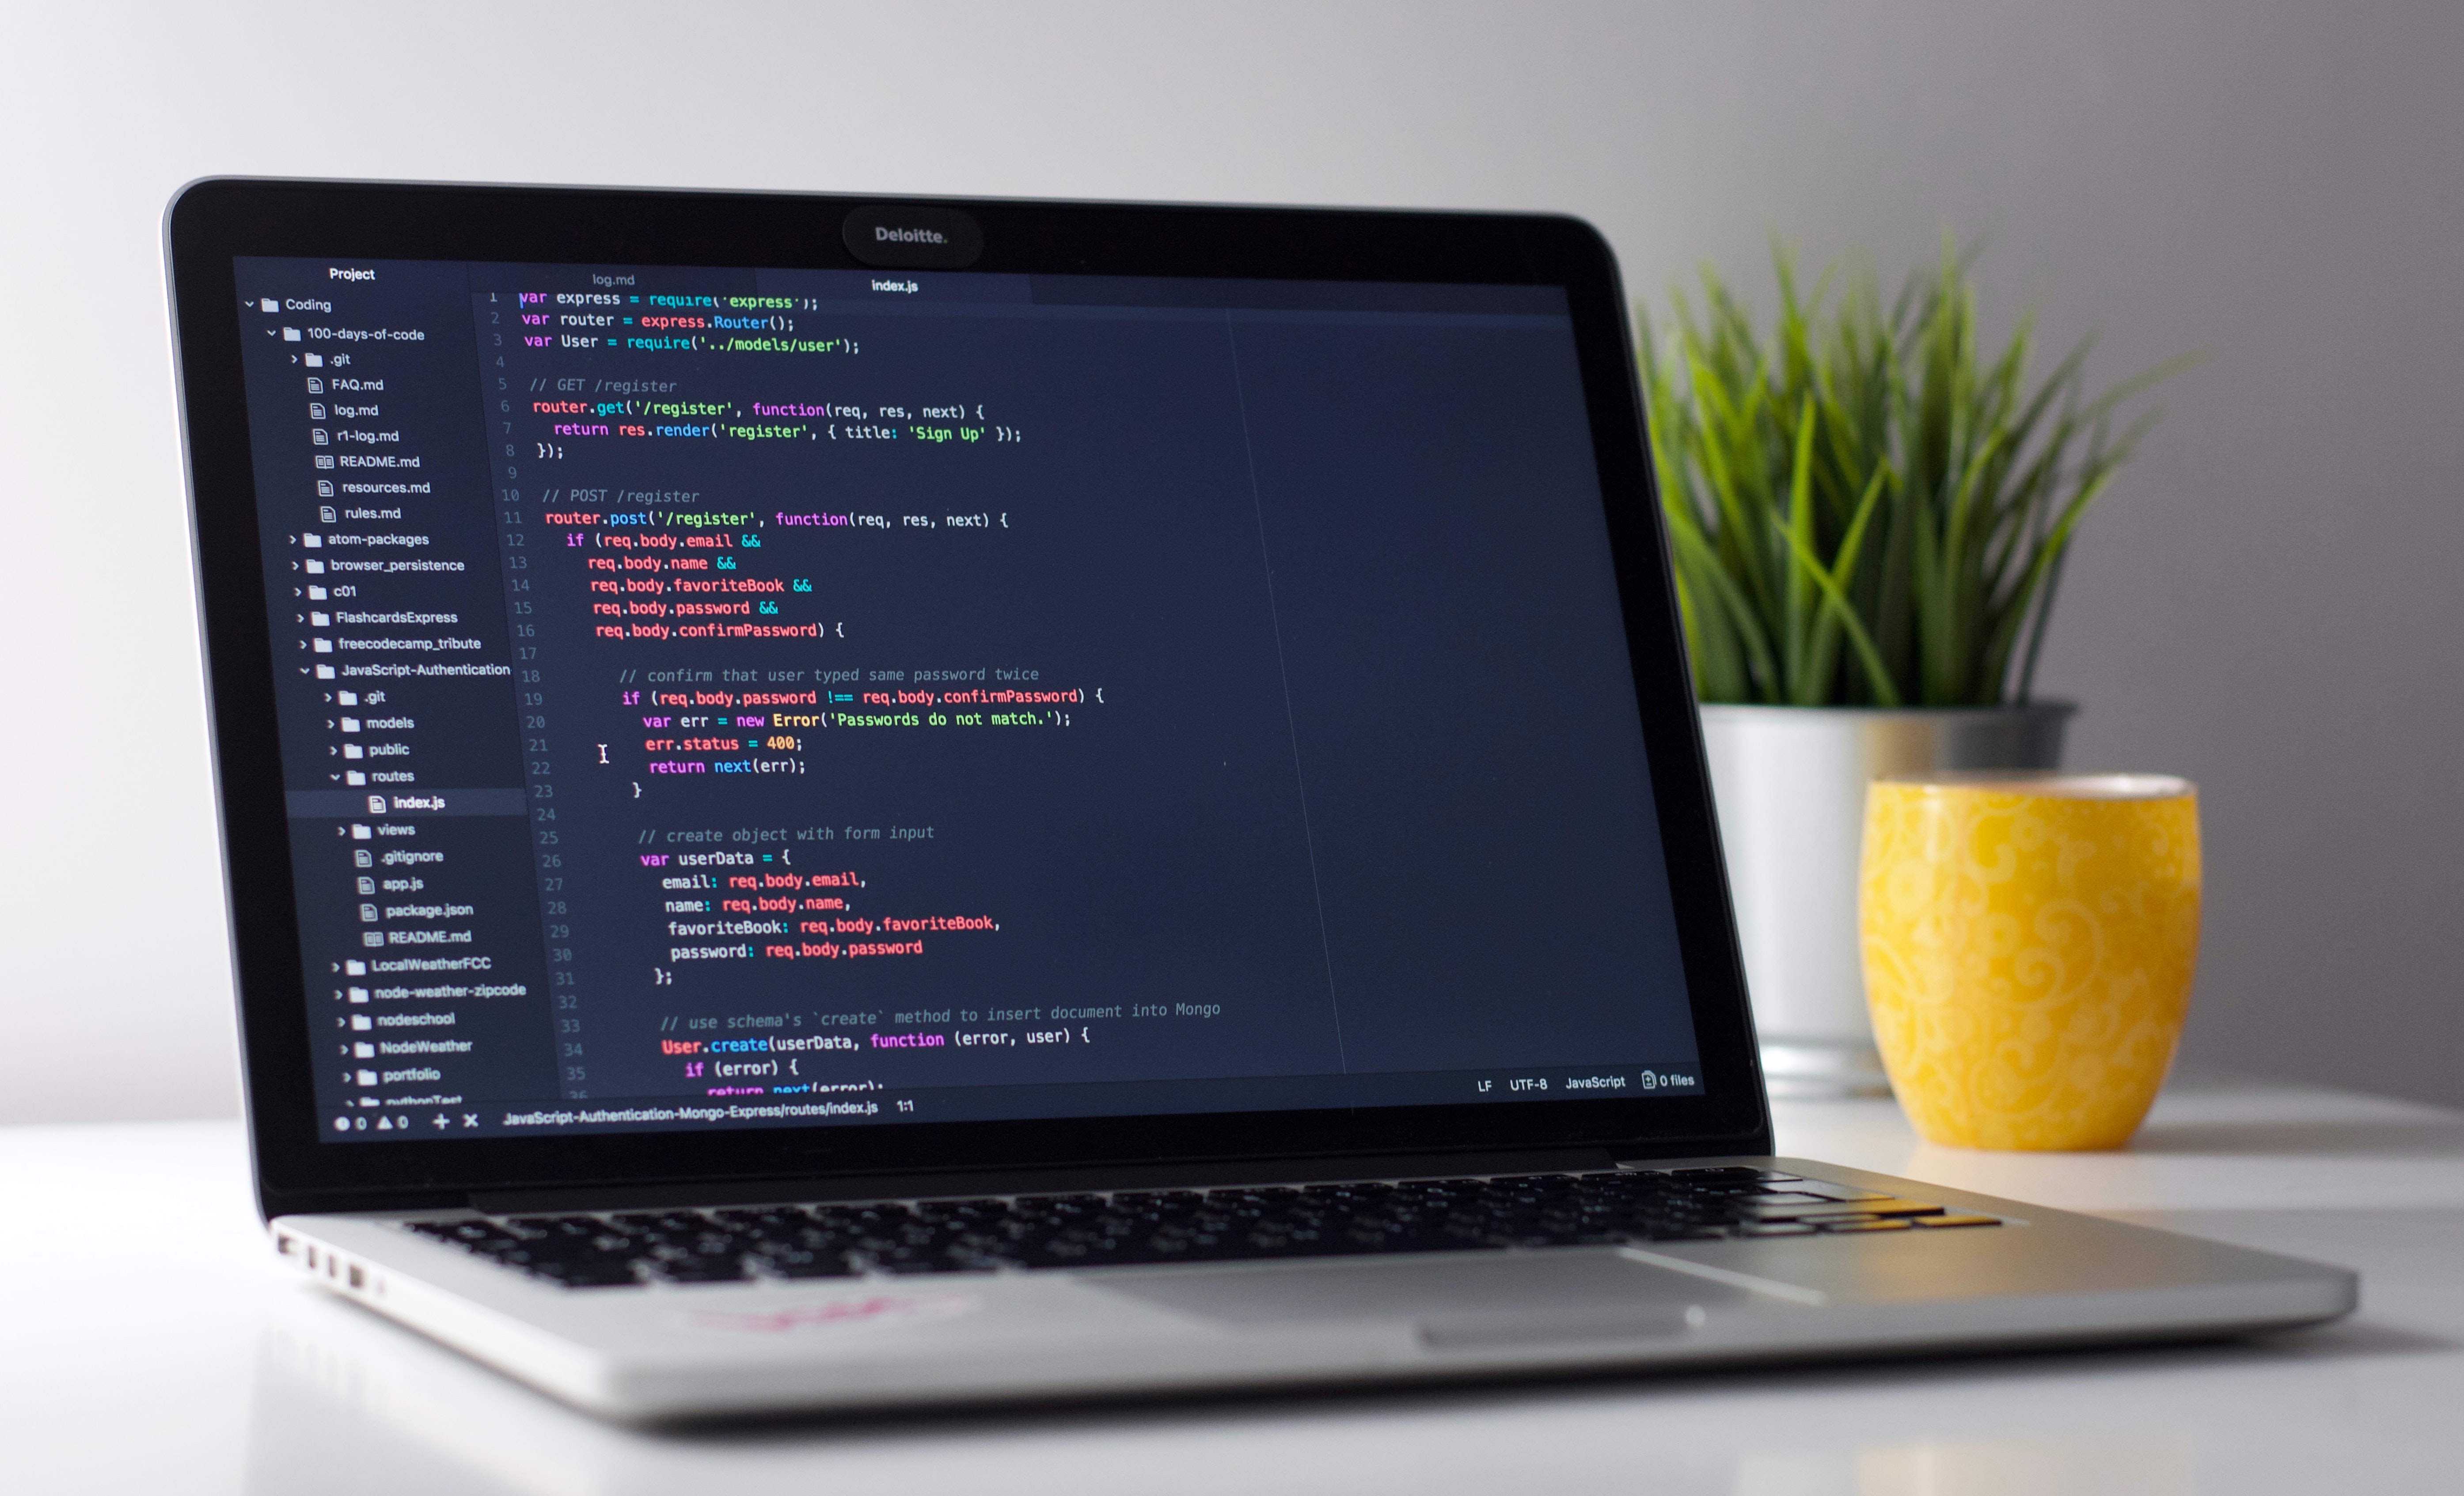 Deloitte.
Project
Coding
100-days-of-code
.git
FAQ.md
log.md
r1-log.md
README.md
resources.md
rules.md
atom-packages
browser_persistence
c01
FlashcardsExpress
freecodecamp_tribute
JavaScript-Authentication
.git
models
public
routes
index.js
views
.gitignore
app.js
package.json
README.md
LocalWeatherFCC
node-weather-zipcode
nodeschool
NodeWeather
portfolio
pythonTest
log.md index.js
1 var express = require('express');
2 var router = express.Router();
3 var User = require('../models/user');
4
5 // GET /register
6 router.get('/register', function(req, res, next) {
7 return res.render('register', { title: 'Sign Up' });
8 });
9
10 // POST /register
11 router.post('/register', function(req, res, next) {
12 if (req.body.email &&
13 req.body.name &&
14 req.body.favoriteBook &&
15 req.body.password &&
16 req.body.confirmPassword) {
17
18 // confirm that user typed same password twice
19 if (req.body.password !== req.body.confirmPassword) {
20 var err = new Error('Passwords do not match.');
21 err.status = 400;
22 return next(err);
23 }
24
25 // create object with form input
26 var userData = {
27 email: req.body.email,
28 name: req.body.name,
29 favoriteBook: req.body.favoriteBook,
30 password: req.body.password
31 };
32
33 // use schema's `create` method to insert document into Mongo
34 User.create(userData, function (error, user) {
35 if (error) {
36 return next(error);
0 0 JavaScript-Authentication-Mongo-Express/routes/index.js 1:1 LF UTF-8 JavaScript 0 files